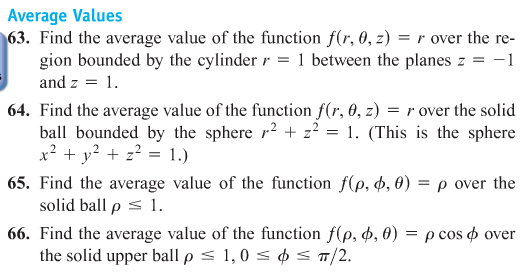 Average Values
63. Find the average value of the function f(r, θ, z) = r over the re-
gion bounded by the cylinder r = 1 between the planes z = −1
and z = 1.
64. Find the average value of the function f(r, θ, z) = r over the solid
ball bounded by the sphere r² + z² = 1. (This is the sphere
x² + y² + z² = 1.)
65. Find the average value of the function f(ρ, ϕ, θ) = ρ over the
solid ball ρ ≤ 1.
66. Find the average value of the function f(ρ, ϕ, θ) = ρ cos ϕ over
the solid upper ball ρ ≤ 1, 0 ≤ ϕ ≤ π/2.